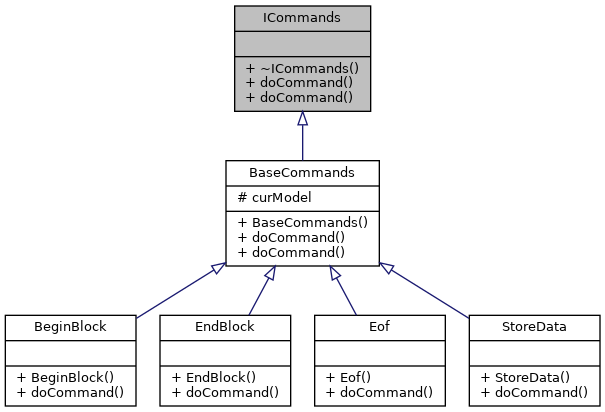 ICommands
+ ~ICommands()
+ doCommand()
+ doCommand()
BaseCommands
# curModel
+ BaseCommands()
+ doCommand()
+ doCommand()
BeginBlock
+ BeginBlock()
+ doCommand()
EndBlock
+ EndBlock()
+ doCommand()
Eof
+ Eof()
+ doCommand()
StoreData
+ StoreData()
+ doCommand()